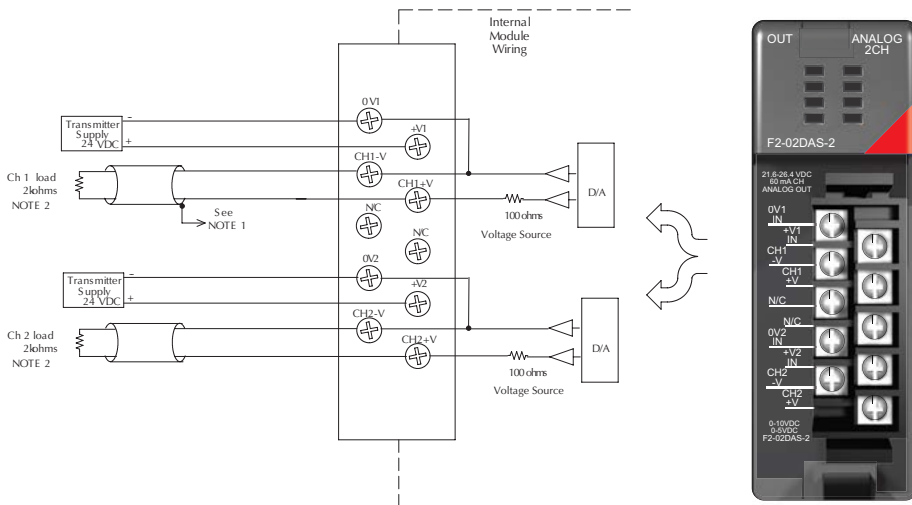 Internal
Module
Wiring
0V1
Transmitter
Supply
24 VDC
-
+
+V1
CH1-V
Ch 1 load
2kohms
NOTE 2
CH1+V
See
NOTE 1
N/C
100 ohms
Voltage Source
D/A
N/C
0V2
Transmitter
Supply
24 VDC
-
+
+V2
CH2-V
Ch 2 load
2kohms
NOTE 2
CH2+V
100 ohms
Voltage Source
D/A
OUT
ANALOG
2CH
F2-02DAS-2
21.6-26.4 VDC
60 mA CH
ANALOG OUT
0V1
IN
+V1
IN
CH1
-V
CH1
+V
N/C
N/C
0V2
IN
+V2
IN
CH2
-V
CH2
+V
0-10VDC
0-5VDC
F2-02DAS-2